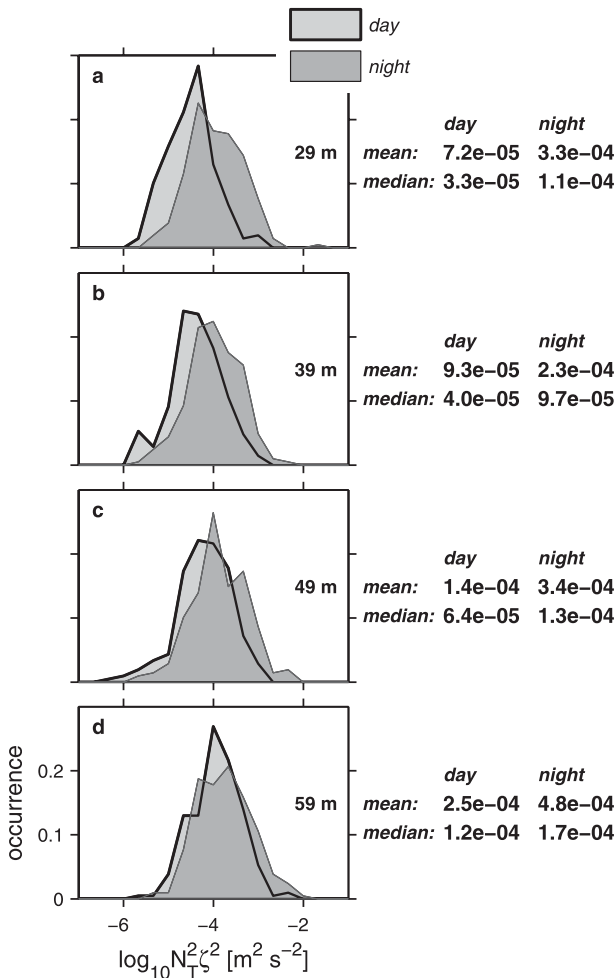 day
night
a
29 m
day night
mean: 7.2e−05 3.3e−04
median: 3.3e−05 1.1e−04
b
39 m
day night
mean: 9.3e−05 2.3e−04
median: 4.0e−05 9.7e−05
c
49 m
day night
mean: 1.4e−04 3.4e−04
median: 6.4e−05 1.3e−04
d
59 m
day night
mean: 2.5e−04 4.8e−04
median: 1.2e−04 1.7e−04
occurrence
0.2
0.1
0
−6 −4 −2
log₁₀N²_Tζ² [m² s⁻²]